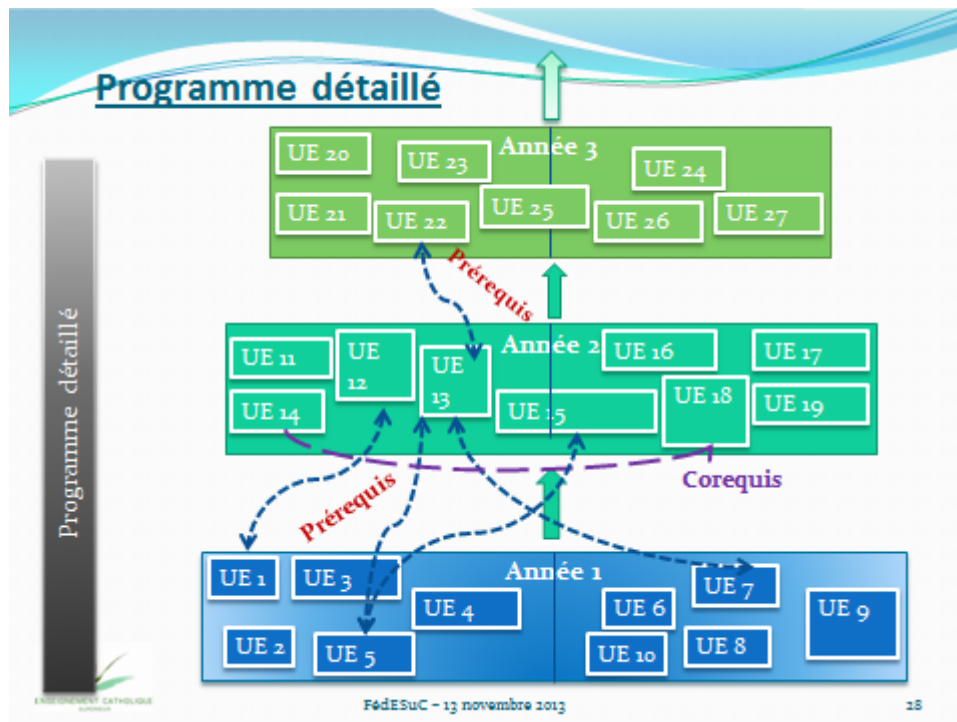 Programme détaillé
Programme détaillé
Année 3
UE 20
UE 23
UE 24
UE 21
UE 22
UE 25
UE 26
UE 27
Prérequis
Année 2
UE 11
UE
12
UE
13
UE 16
UE 17
UE 14
UE 15
UE 18
UE 19
Corequis
Prérequis
Année 1
UE 1
UE 3
UE 4
UE 6
UE 7
UE 9
UE 2
UE 5
UE 10
UE 8
ENSEIGNEMENT CATHOLIQUE
SUPÉRIEUR
FédESuC – 13 novembre 2013
28